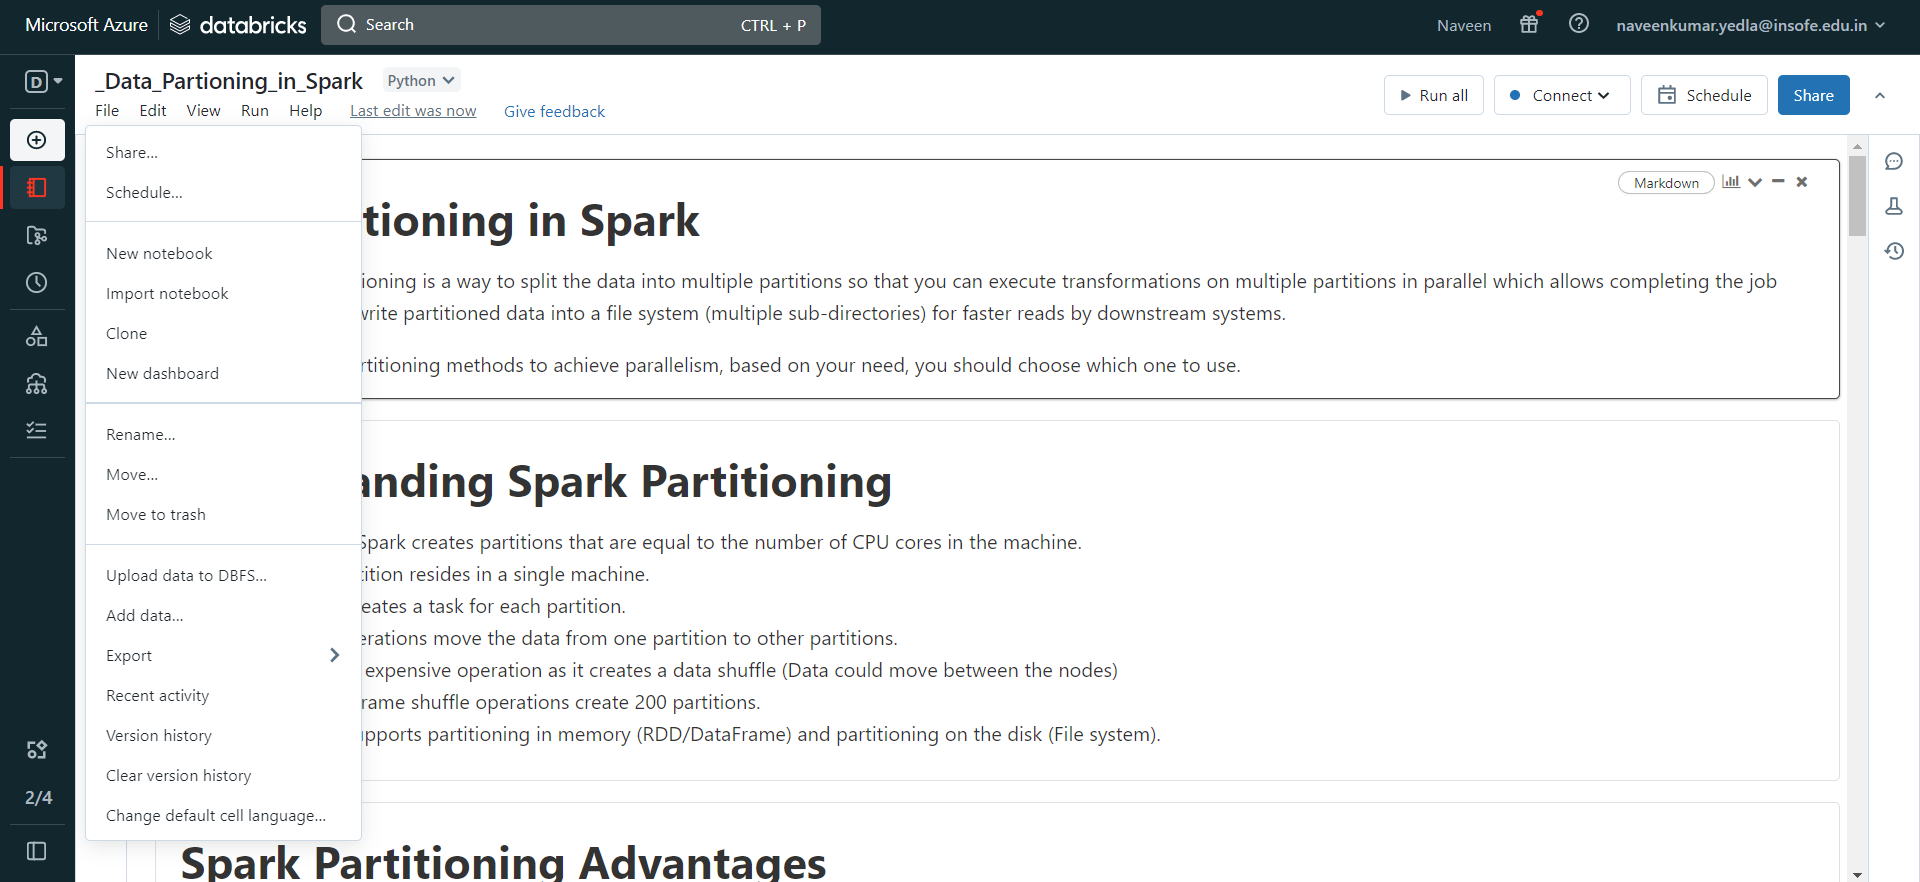 Microsoft Azure databricks Search CTRL + P Naveen naveenkumar.yedla@insofe.edu.in
D _Data_Partioning_in_Spark Python
File Edit View Run Help Last edit was now Give feedback
Run all Connect Schedule Share
Share...
Schedule...
New notebook
Import notebook
Clone
New dashboard
Rename...
Move...
Move to trash
Upload data to DBFS...
Add data...
Export
Recent activity
Version history
Clear version history
Change default cell language...
2/4
Markdown
tioning in Spark
ioning is a way to split the data into multiple partitions so that you can execute transformations on multiple partitions in parallel which allows completing the job
write partitioned data into a file system (multiple sub-directories) for faster reads by downstream systems.
rtitioning methods to achieve parallelism, based on your need, you should choose which one to use.
anding Spark Partitioning
Spark creates partitions that are equal to the number of CPU cores in the machine.
tition resides in a single machine.
eates a task for each partition.
erations move the data from one partition to other partitions.
expensive operation as it creates a data shuffle (Data could move between the nodes)
rame shuffle operations create 200 partitions.
pports partitioning in memory (RDD/DataFrame) and partitioning on the disk (File system).
Spark Partitioning Advantages